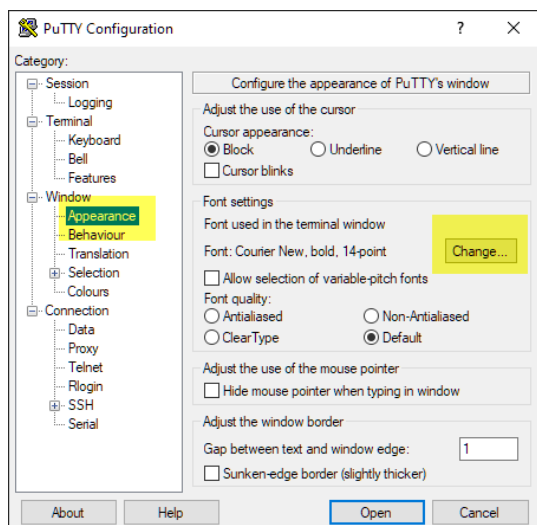 PuTTY Configuration
?
Category:
Session
Logging
Terminal
Keyboard
Bell
Features
Window
Appearance
Behaviour
Translation
Selection
Colours
Connection
Data
Proxy
Telnet
Rlogin
SSH
Serial
Configure the appearance of PuTTY's window
Adjust the use of the cursor
Cursor appearance:
Block Underline Vertical line
Cursor blinks
Font settings
Font used in the terminal window
Font: Courier New, bold, 14-point Change...
Allow selection of variable-pitch fonts
Font quality:
Antialiased Non-Antialiased
ClearType Default
Adjust the use of the mouse pointer
Hide mouse pointer when typing in window
Adjust the window border
Gap between text and window edge: 1
Sunken-edge border (slightly thicker)
About Help Open Cancel